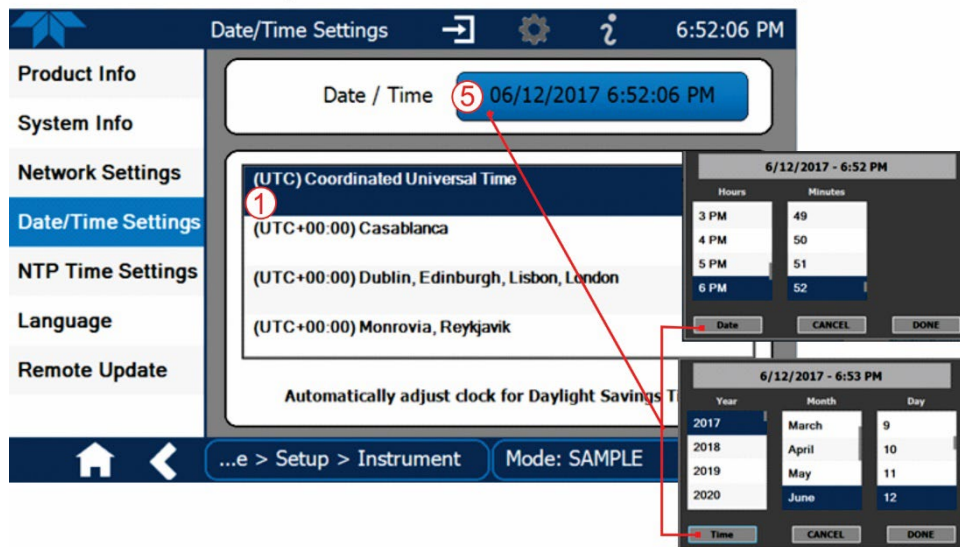 Date/Time Settings 6:52:06 PM
Product Info
System Info
Network Settings
Date/Time Settings
NTP Time Settings
Language
Remote Update
Date / Time 5 06/12/2017 6:52:06 PM
(UTC) Coordinated Universal Time
1
(UTC+00:00) Casablanca
(UTC+00:00) Dublin, Edinburgh, Lisbon, London
(UTC+00:00) Monrovia, Reykjavik
Automatically adjust clock for Daylight Savings
...e > Setup > Instrument Mode: SAMPLE
6/12/2017 - 6:52 PM
Hours Minutes
3 PM 49
4 PM 50
5 PM 51
6 PM 52
Date CANCEL DONE
6/12/2017 - 6:53 PM
Year Month Day
2017 March 9
2018 April 10
2019 May 11
2020 June 12
Time CANCEL DONE